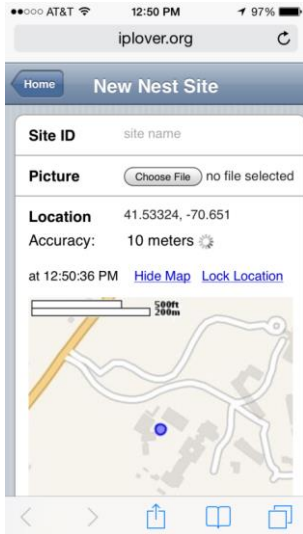 AT&T 12:50 PM 97%
iplover.org
Home New Nest Site
Site ID site name
Picture Choose File no file selected
Location 41.53324, -70.651
Accuracy: 10 meters
at 12:50:36 PM Hide Map Lock Location
500ft
200m